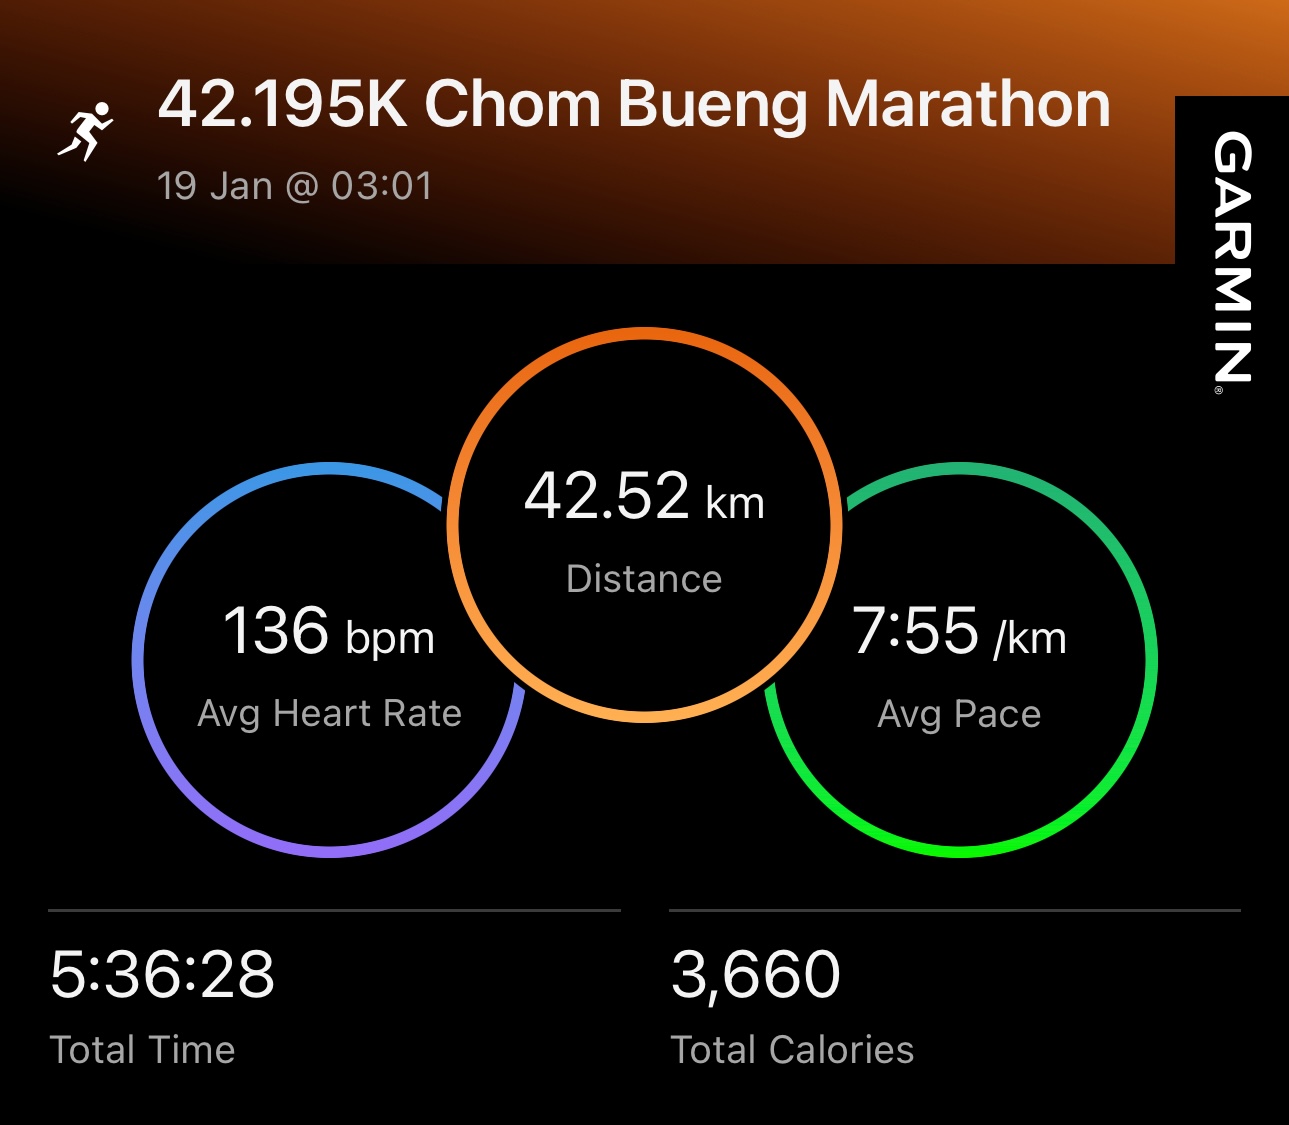 42.195K Chom Bueng Marathon
19 Jan @ 03:01
GARMIN®
42.52 km
Distance
136 bpm
Avg Heart Rate
7:55 /km
Avg Pace
5:36:28
Total Time
3,660
Total Calories